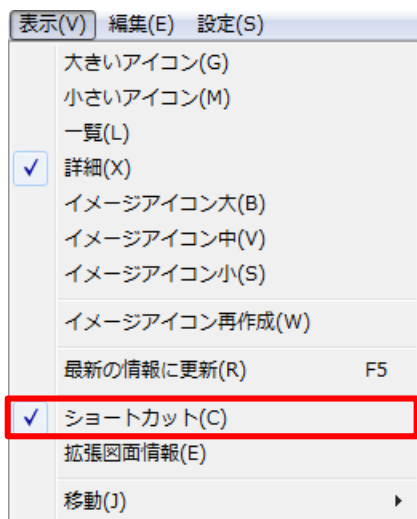 表示(V) 編集(E) 設定(S)
大きいアイコン(G)
小さいアイコン(M)
一覧(L)
詳細(X)
イメージアイコン大(B)
イメージアイコン中(V)
イメージアイコン小(S)
イメージアイコン再作成(W)
最新の情報に更新(R) F5
ショートカット(C)
拡張図面情報(E)
移動(J)